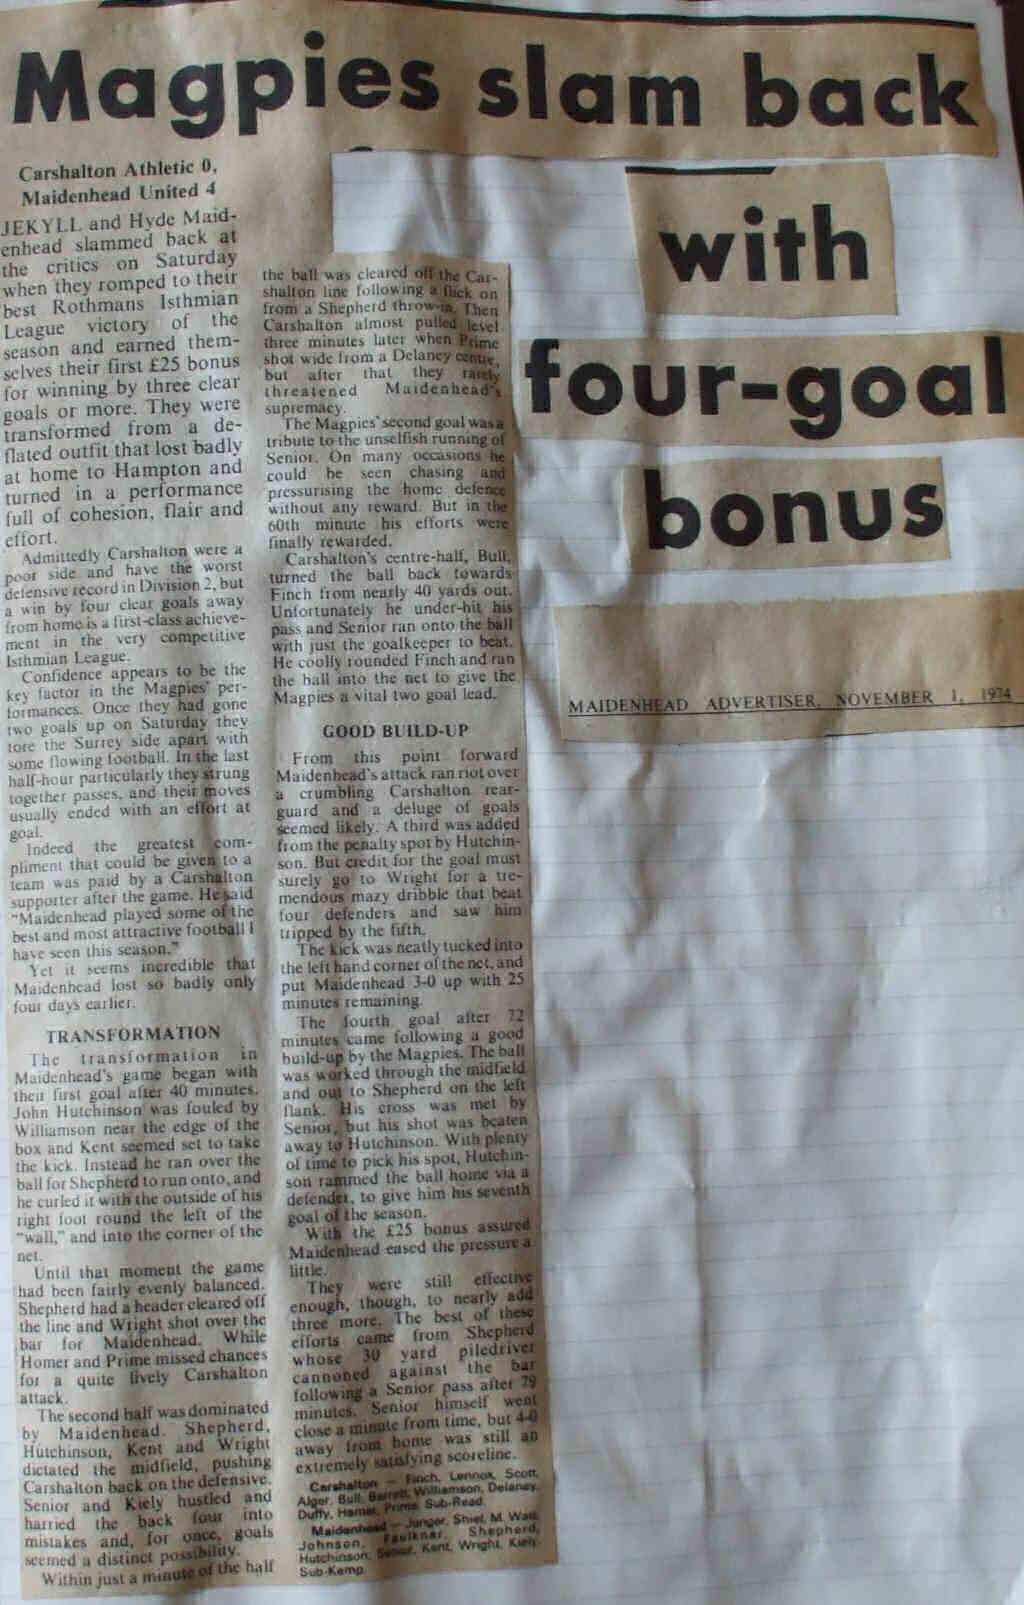 Magpies slam back
with
four-goal
bonus
MAIDENHEAD ADVERTISER, NOVEMBER 1, 1974
Carshalton Athletic 0,
Maidenhead United 4
JEKYLL and Hyde Maid-
enhead slammed back at
the critics on Saturday
when they romped to their
best Rothmans Isthmian
League victory of the
season and earned them-
selves their first £25 bonus
for winning by three clear
goals or more. They were
transformed from a de-
flated outfit that lost badly
at home to Hampton and
turned in a performance
full of cohesion, flair and
effort.
Admittedly Carshalton were a
poor side and have the worst
defensive record in Division 2, but
a win by four clear goals away
from home is a first-class achieve-
ment in the very competitive
Isthmian League.
Confidence appears to be the
key factor in the Magpies' per-
formances. Once they had gone
two goals up on Saturday they
tore the Surrey side apart with
some flowing football. In the last
half-hour particularly they strung
together passes, and their moves
usually ended with an effort at
goal.
Indeed the greatest com-
pliment that could be given to a
team was paid by a Carshalton
supporter after the game. He said
"Maidenhead played some of the
best and most attractive football I
have seen this season."
Yet it seems incredible that
Maidenhead lost so badly only
four days earlier.
TRANSFORMATION
The transformation in
Maidenhead's game began with
their first goal after 40 minutes.
John Hutchinson was fouled by
Williamson near the edge of the
box and Kent seemed set to take
the kick. Instead he ran over the
ball for Shepherd to run onto, and
he curled it with the outside of his
right foot round the left of the
"wall," and into the corner of the
net.
Until that moment the game
had been fairly evenly balanced.
Shepherd had a header cleared off
the line and Wright shot over the
bar for Maidenhead. While
Homer and Prime missed chances
for a quite lively Carshalton
attack.
The second half was dominated
by Maidenhead. Shepherd,
Hutchinson, Kent and Wright
dictated the midfield, pushing
Carshalton back on the defensive.
Senior and Kiely hustled and
harried the back four into
mistakes and, for once, goals
seemed a distinct possibility.
Within just a minute of the half
the ball was cleared off the Car-
shalton line following a flick on
from a Shepherd throw-in. Then
Carshalton almost pulled level
three minutes later when Prime
shot wide from a Delaney centre,
but after that they rarely
threatened Maidenhead's
supremacy.
The Magpies' second goal was a
tribute to the unselfish running of
Senior. On many occasions he
could be seen chasing and
pressurising the home defence
without any reward. But in the
60th minute his efforts were
finally rewarded.
Carshalton's centre-half, Bull,
turned the ball back towards
Finch from nearly 40 yards out.
Unfortunately he under-hit his
pass and Senior ran onto the ball
with just the goalkeeper to beat.
He coolly rounded Finch and ran
the ball into the net to give the
Magpies a vital two goal lead.
GOOD BUILD-UP
From this point forward
Maidenhead's attack ran riot over
a crumbling Carshalton rear-
guard and a deluge of goals
seemed likely. A third was added
from the penalty spot by Hutchin-
son. But credit for the goal must
surely go to Wright for a tre-
mendous mazy dribble that beat
four defenders and saw him
tripped by the fifth.
The kick was neatly tucked into
the left hand corner of the net, and
put Maidenhead 3-0 up with 25
minutes remaining.
The fourth goal after 72
minutes came following a good
build-up by the Magpies. The ball
was worked through the midfield
and out to Shepherd on the left
flank. His cross was met by
Senior, but his shot was beaten
away to Hutchinson. With plenty
of time to pick his spot, Hutchin-
son rammed the ball home via a
defender, to give him his seventh
goal of the season.
With the £25 bonus assured
Maidenhead eased the pressure a
little.
They were still effective
enough, though, to nearly add
three more. The best of these
efforts came from Shepherd
whose 30 yard piledriver
cannoned against the bar
following a Senior pass after 79
minutes. Senior himself went
close a minute from time, but 4-0
away from home was still an
extremely satisfying scoreline.
Carshalton — Finch, Lennox, Scott,
Alger, Bull, Barrett, Williamson, Delaney,
Duffy, Homer, Prime. Sub-Read.
Maidenhead — Junger, Shiel, M. Watt,
Johnson, Faulkner, Shepherd,
Hutchinson, Senior, Kent, Wright, Kiely.
Sub-Kemp.